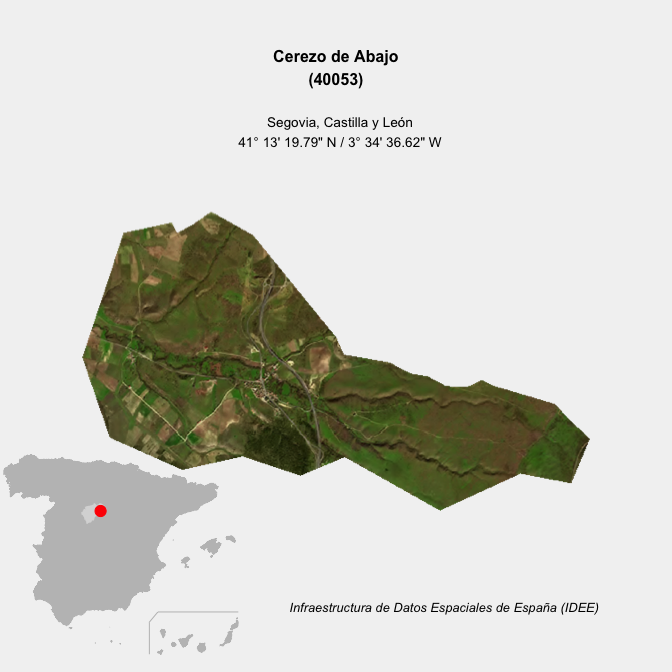 Cerezo de Abajo
(40053)
Segovia, Castilla y León
41° 13' 19.79" N / 3° 34' 36.62" W
Infraestructura de Datos Espaciales de España (IDEE)